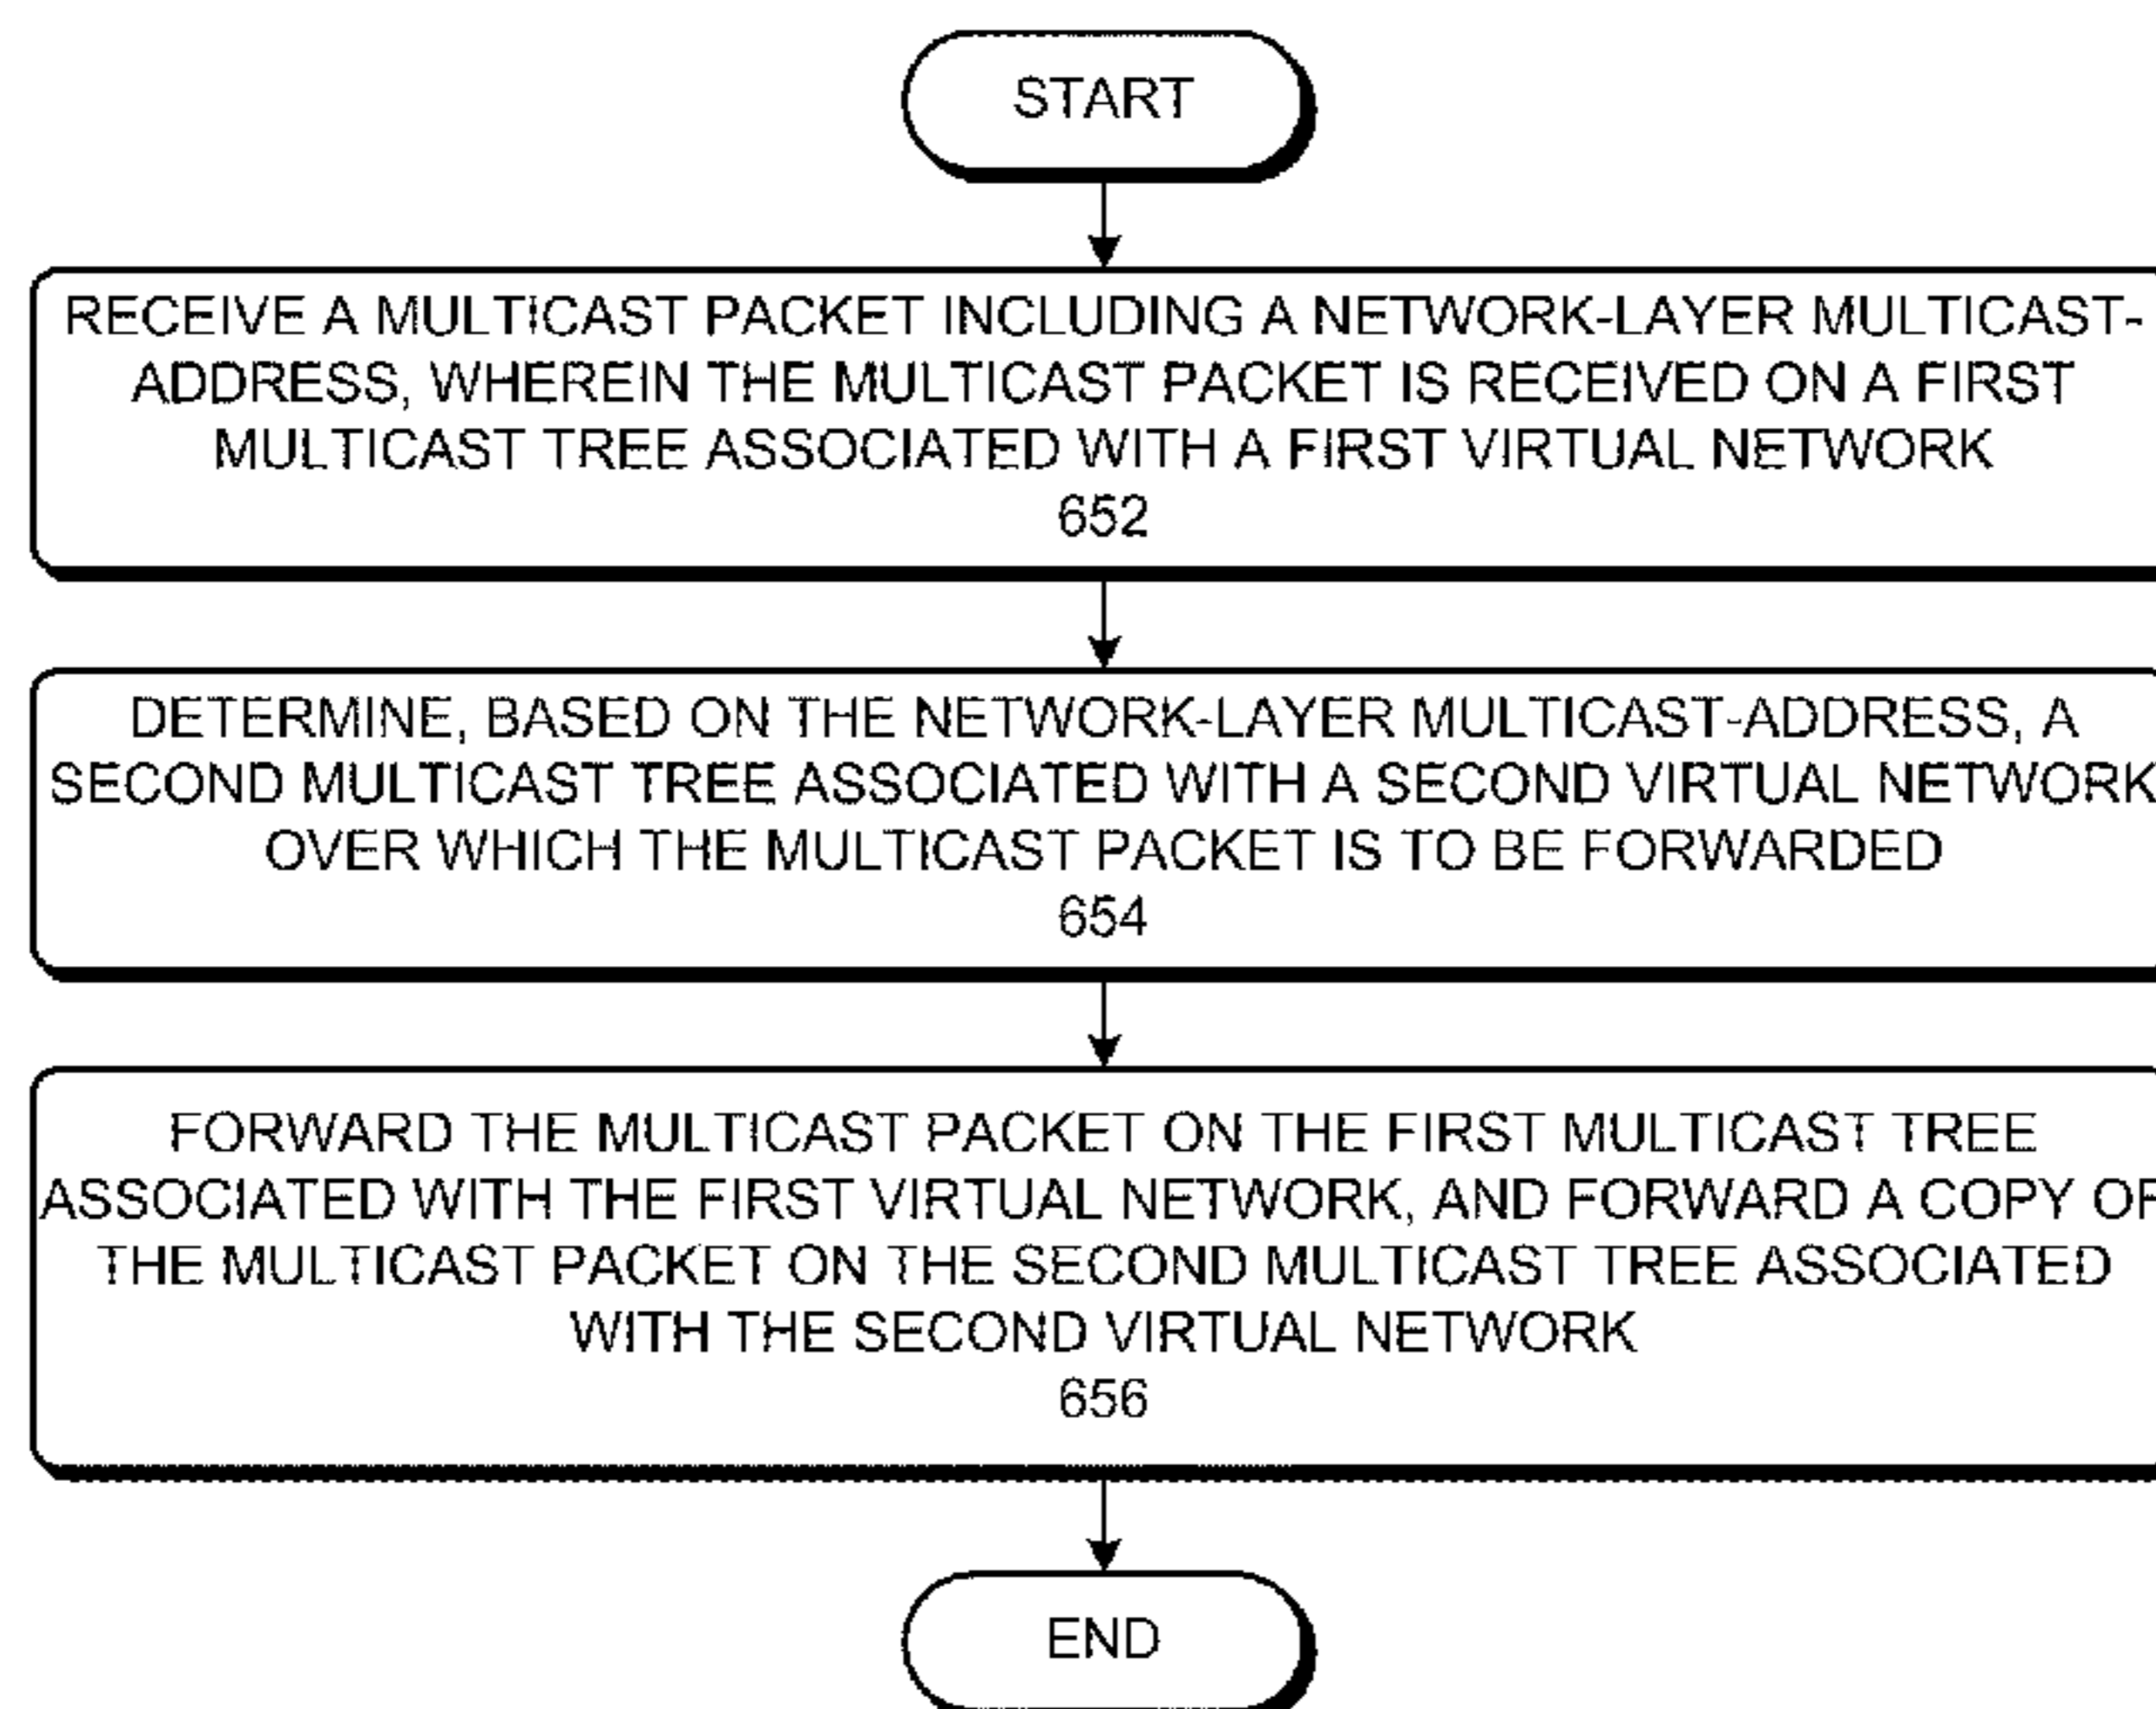 START
RECEIVE A MULTICAST PACKET INCLUDING A NETWORK-LAYER MULTICAST-
ADDRESS, WHEREIN THE MULTICAST PACKET IS RECEIVED ON A FIRST
MULTICAST TREE ASSOCIATED WITH A FIRST VIRTUAL NETWORK
652
DETERMINE, BASED ON THE NETWORK-LAYER MULTICAST-ADDRESS, A
SECOND MULTICAST TREE ASSOCIATED WITH A SECOND VIRTUAL NETWORK
OVER WHICH THE MULTICAST PACKET IS TO BE FORWARDED
654
FORWARD THE MULTICAST PACKET ON THE FIRST MULTICAST TREE
ASSOCIATED WITH THE FIRST VIRTUAL NETWORK, AND FORWARD A COPY OF
THE MULTICAST PACKET ON THE SECOND MULTICAST TREE ASSOCIATED
WITH THE SECOND VIRTUAL NETWORK
656
END